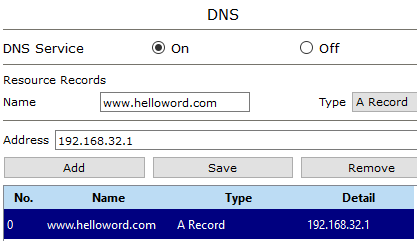 DNS
DNS Service On Off
Resource Records
Name www.helloword.com Type A Record
Address 192.168.32.1
Add Save Remove
No. Name Type Detail
0 www.helloword.com A Record 192.168.32.1